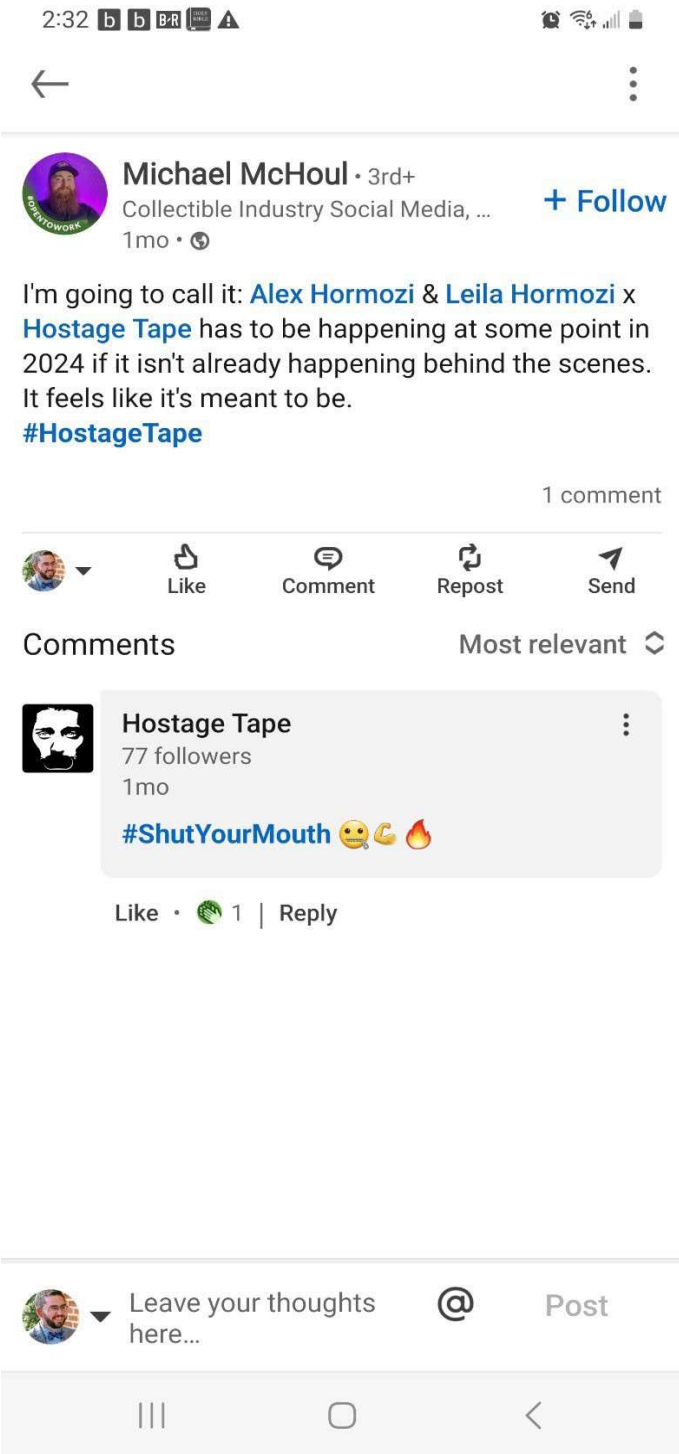 2:32 b b B·R HOLY BIBLE
Michael McHoul • 3rd+
Collectible Industry Social Media, ...
+ Follow
1mo •
#OPENTOWORK
I'm going to call it: Alex Hormozi & Leila Hormozi x
Hostage Tape has to be happening at some point in
2024 if it isn't already happening behind the scenes.
It feels like it's meant to be.
#HostageTape
1 comment
Like
Comment
Repost
Send
Comments
Most relevant
Hostage Tape
77 followers
1mo
#ShutYourMouth 🤐💪🔥
Like • 1 | Reply
Leave your thoughts
here...
@
Post